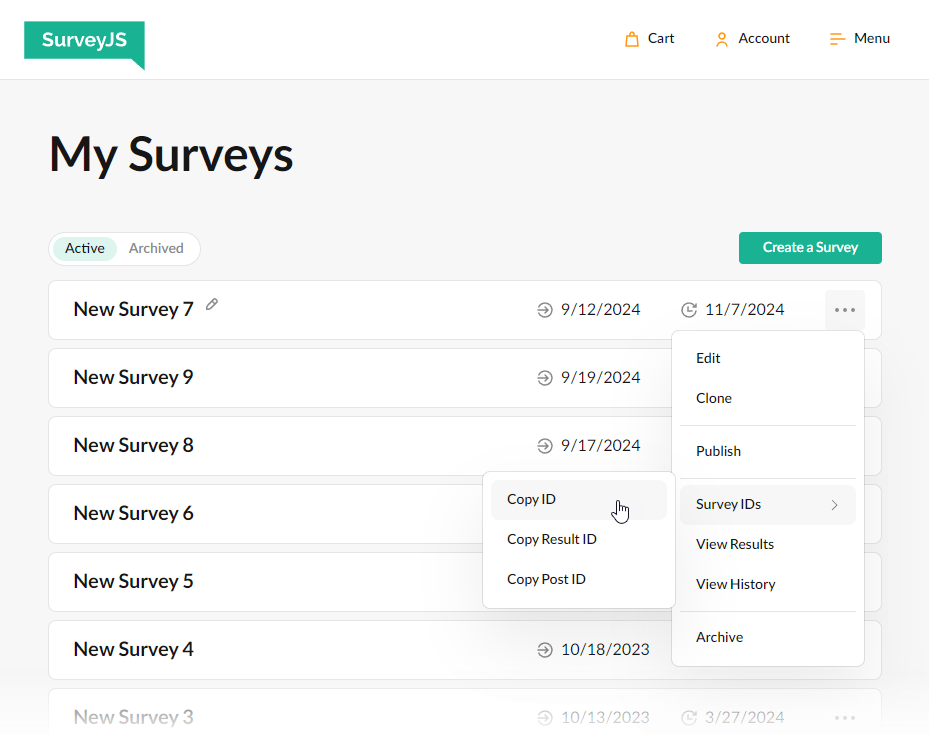 SurveyJS
Cart
Account
Menu
My Surveys
Active
Archived
Create a Survey
New Survey 7
9/12/2024
11/7/2024
New Survey 9
9/19/2024
New Survey 8
9/17/2024
New Survey 6
New Survey 5
New Survey 4
10/18/2023
New Survey 3
10/13/2023
3/27/2024
Edit
Clone
Publish
Survey IDs
View Results
View History
Archive
Copy ID
Copy Result ID
Copy Post ID